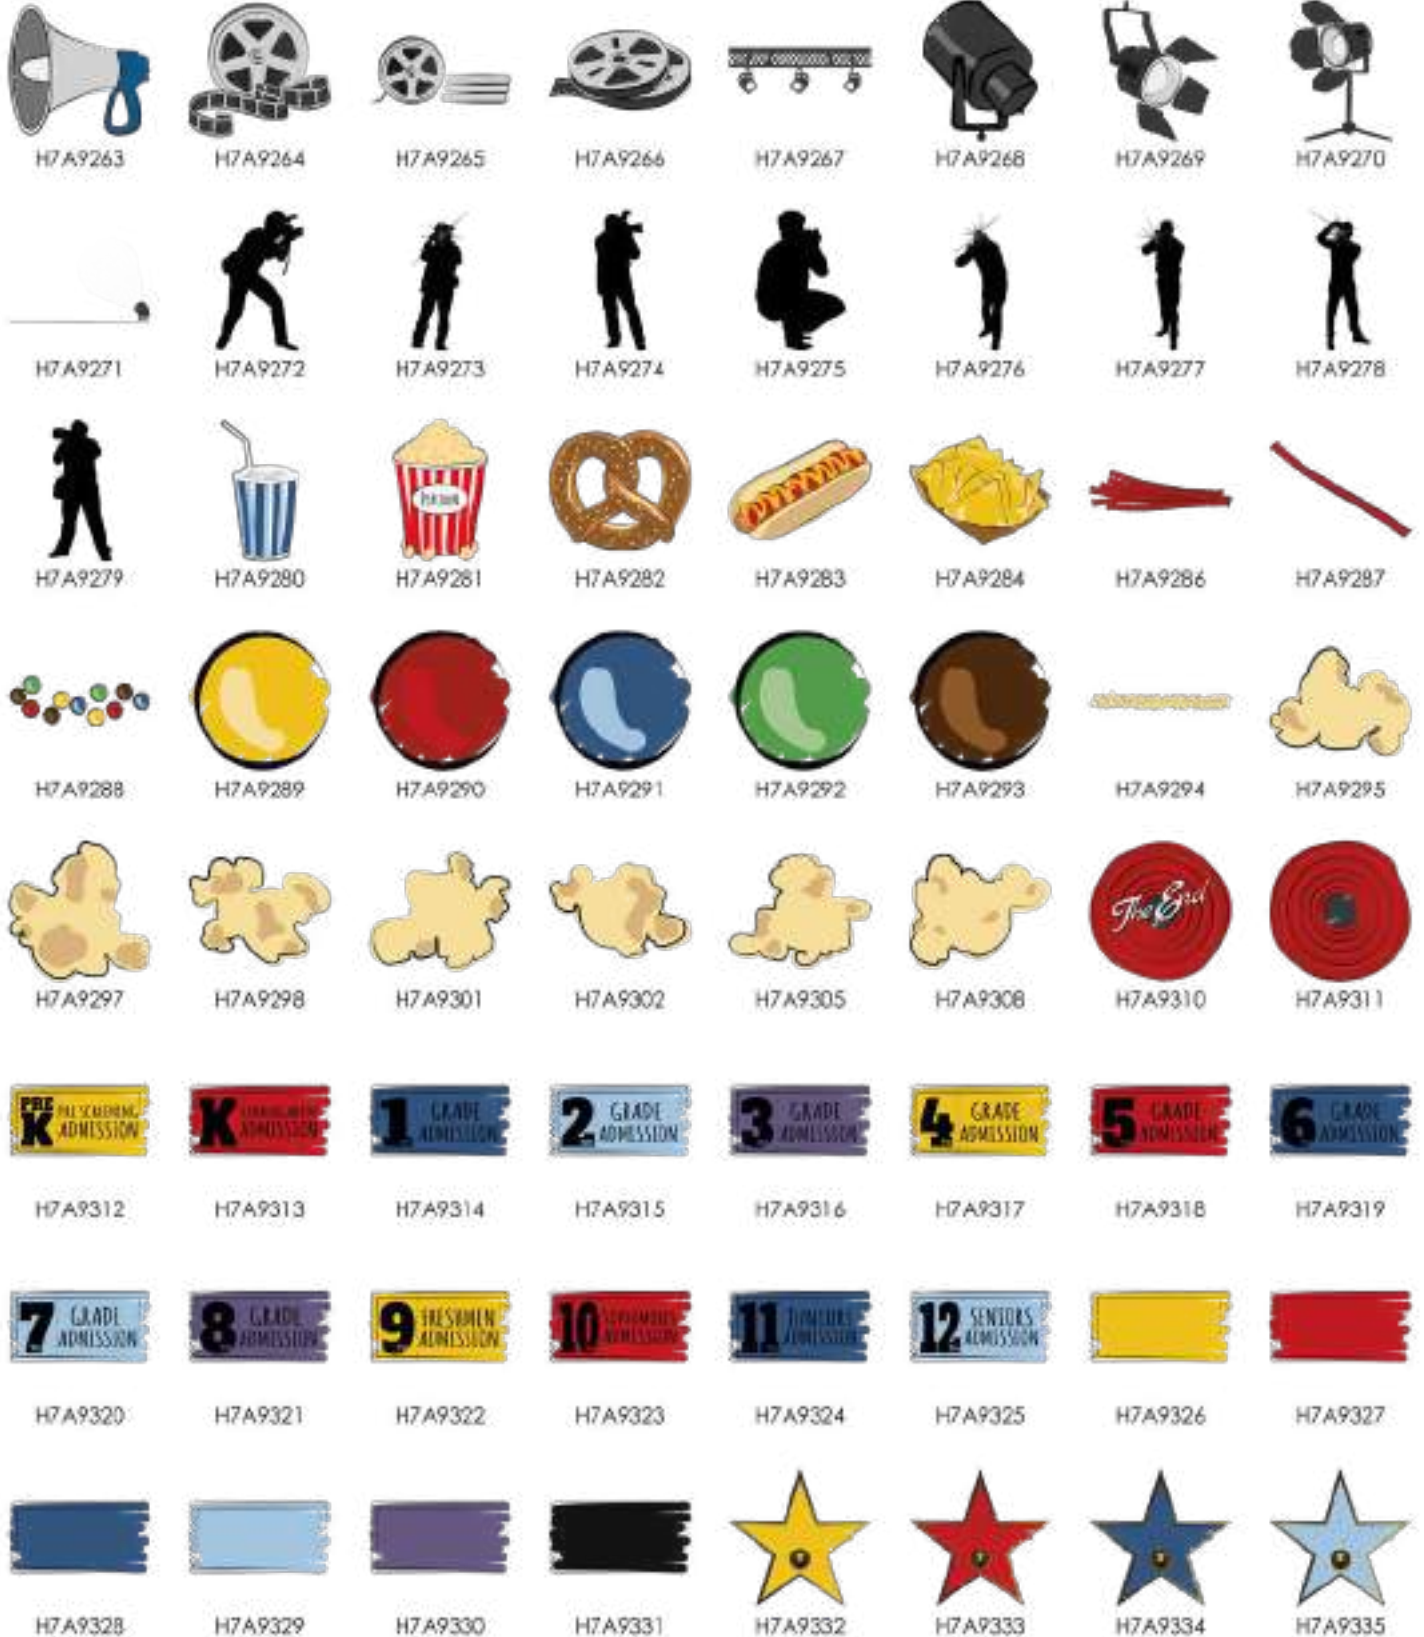 H7A9263 H7A9264 H7A9265 H7A9266 H7A9267 H7A9268 H7A9269 H7A9270
H7A9271 H7A9272 H7A9273 H7A9274 H7A9275 H7A9276 H7A9277 H7A9278
H7A9279 H7A9280 H7A9281 H7A9282 H7A9283 H7A9284 H7A9286 H7A9287
H7A9288 H7A9289 H7A9290 H7A9291 H7A9292 H7A9293 H7A9294 H7A9295
The End
H7A9297 H7A9298 H7A9301 H7A9302 H7A9305 H7A9308 H7A9310 H7A9311
PRE K PRE SCREENING ADMISSION
K ADMISSION
1 GRADE ADMISSION
2 GRADE ADMISSION
3 GRADE ADMISSION
4 GRADE ADMISSION
5 GRADE ADMISSION
6 GRADE ADMISSION
H7A9312 H7A9313 H7A9314 H7A9315 H7A9316 H7A9317 H7A9318 H7A9319
7 GRADE ADMISSION
8 GRADE ADMISSION
9 FRESHMEN ADMISSION
10 ADMISSION
11 JUNIORS ADMISSION
12 SENIORS ADMISSION
H7A9320 H7A9321 H7A9322 H7A9323 H7A9324 H7A9325 H7A9326 H7A9327
H7A9328 H7A9329 H7A9330 H7A9331 H7A9332 H7A9333 H7A9334 H7A9335